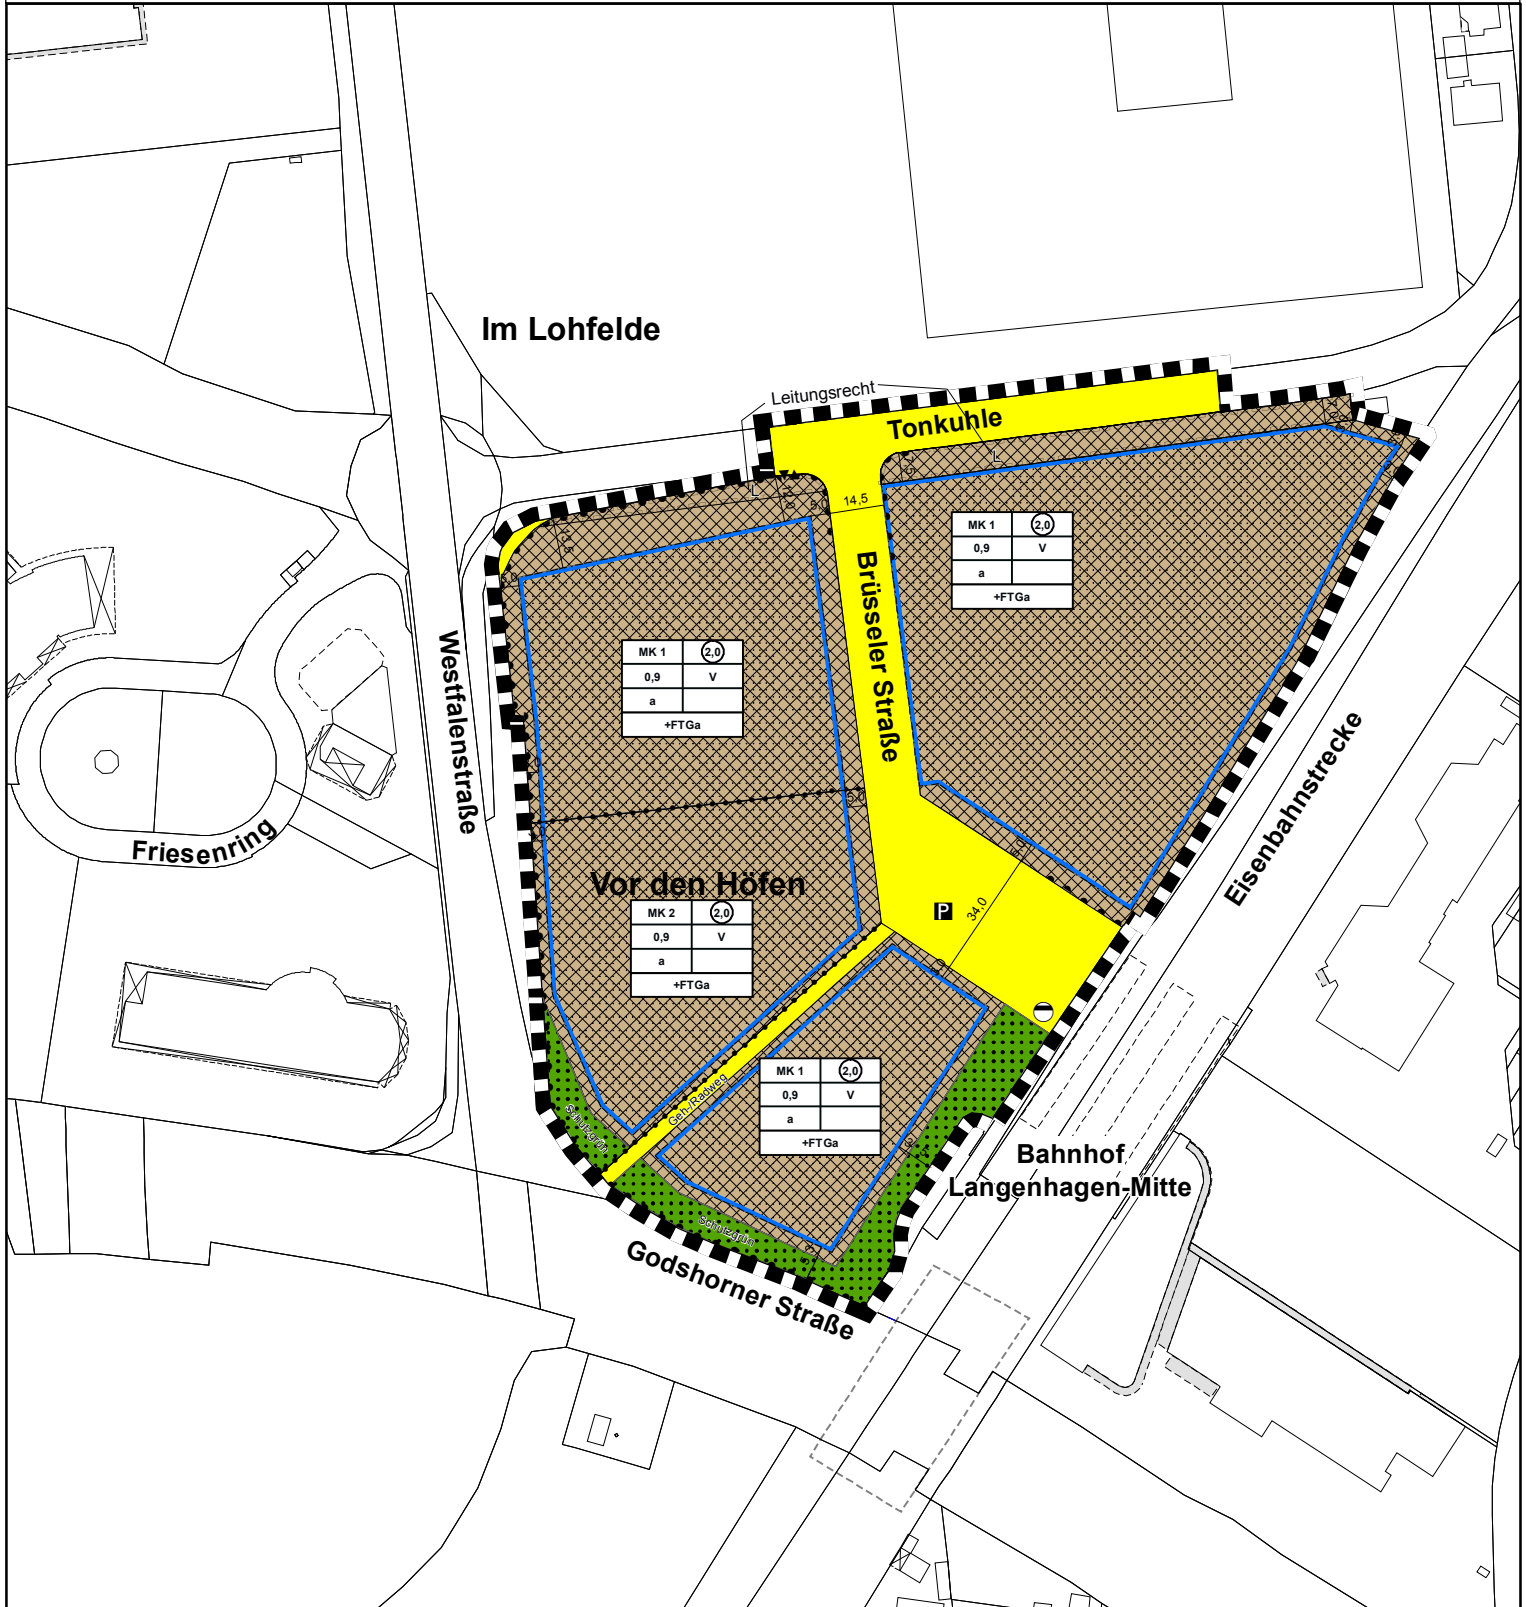 Im Lohfelde
Leitungsrecht
Tonkuhle
L
L
14,5
Brüsseler Straße
MK 1 2,0
0,9 V
a
+FTGa
MK 1 2,0
0,9 V
a
+FTGa
Westfalenstraße
Friesenring
Eisenbahnstrecke
Vor den Höfen
MK 2 2,0
0,9 V
a
+FTGa
P
34,0
MK 1 2,0
0,9 V
a
+FTGa
Geh-/Radweg
Schutzgrün
Schutzgrün
Bahnhof
Langenhagen-Mitte
Godshorner Straße